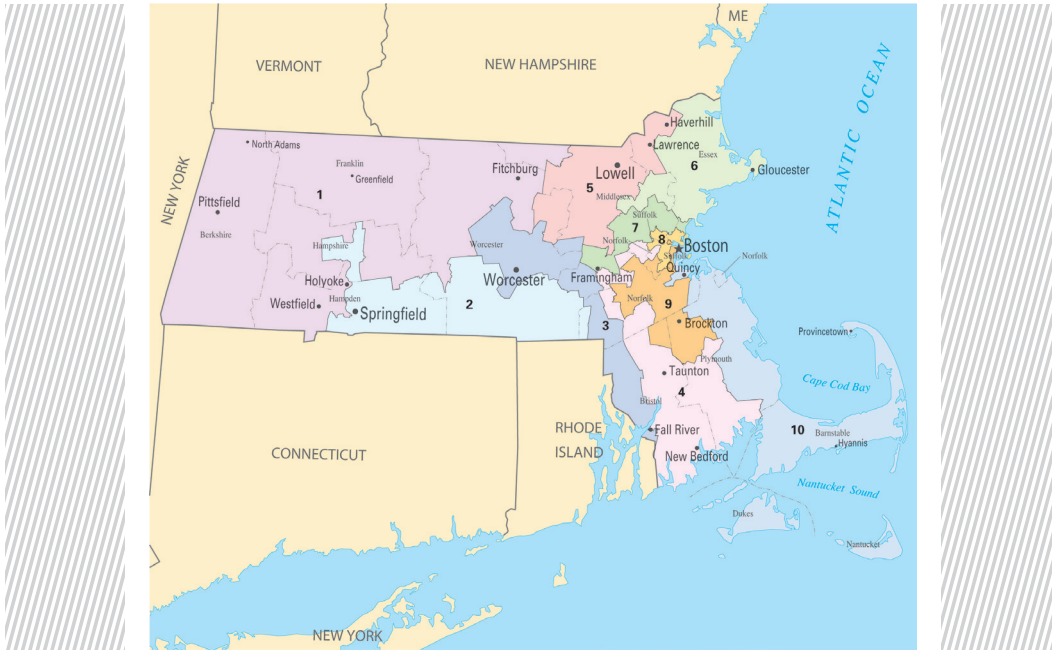 ME
VERMONT
NEW HAMPSHIRE
ATLANTIC OCEAN
Haverhill
North Adams
Lawrence
Essex
Franklin
Fitchburg
Lowell
6
Gloucester
NEW YORK
Greenfield
5
1
Middlesex
Pittsfield
Suffolk
7
Berkshire
Hampshire
Worcester
Norfolk
8
Boston
Suffolk
Norfolk
Worcester
Framingham
Quincy
Holyoke
Hampden
Westfield
Springfield
2
Norfolk
9
3
Brockton
Provincetown
Plymouth
Taunton
Cape Cod Bay
4
Bristol
RHODE
ISLAND
Fall River
10
Barnstable
Hyannis
CONNECTICUT
New Bedford
Nantucket Sound
Dukes
Nantucket
NEW YORK